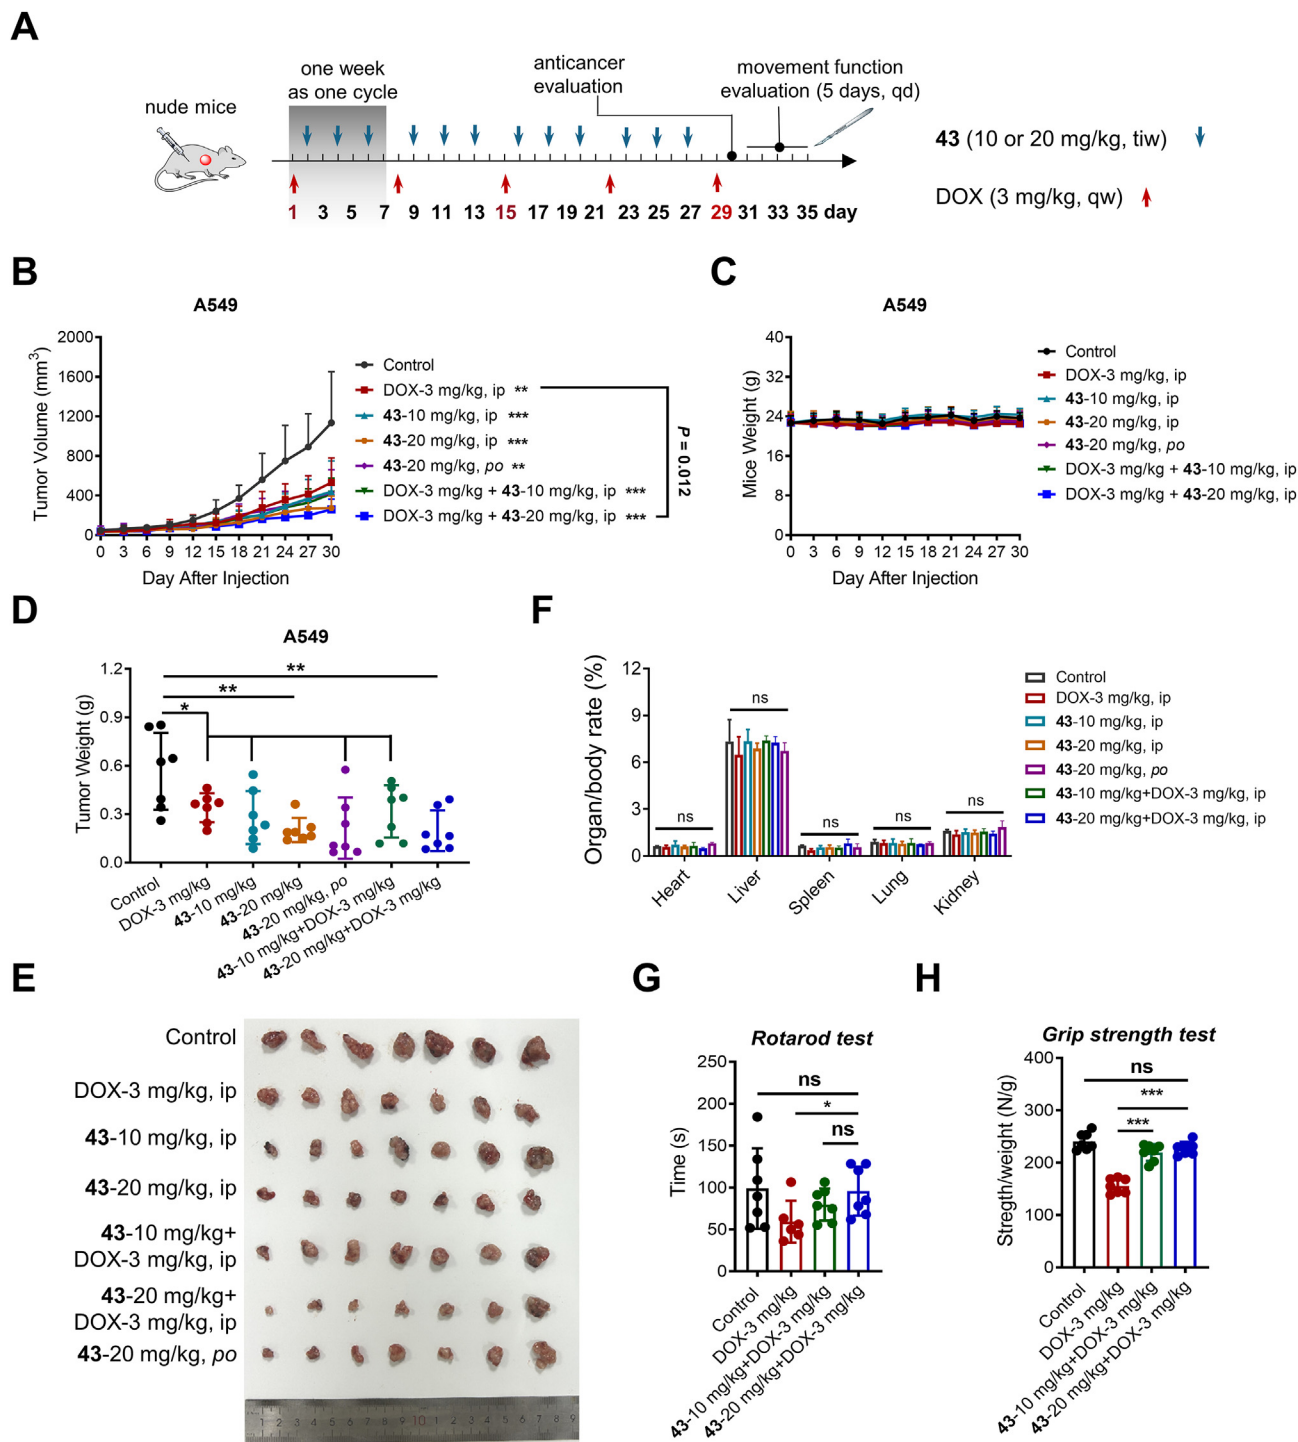 A
one week
as one cycle
nude mice
anticancer
evaluation
movement function
evaluation (5 days, qd)
43 (10 or 20 mg/kg, tiw)
DOX (3 mg/kg, qw)
1 3 5 7 9 11 13 15 17 19 21 23 25 27 29 31 33 35 day
B
A549
Tumor Volume (mm3)
2000
1600
1200
800
400
0
0 3 6 9 12 15 18 21 24 27 30
Day After Injection
Control
DOX-3 mg/kg, ip **
43-10 mg/kg, ip ***
43-20 mg/kg, ip ***
43-20 mg/kg, po **
DOX-3 mg/kg + 43-10 mg/kg, ip ***
DOX-3 mg/kg + 43-20 mg/kg, ip ***
P = 0.012
C
A549
Mice Weight (g)
40
32
24
16
8
0
0 3 6 9 12 15 18 21 24 27 30
Day After Injection
Control
DOX-3 mg/kg, ip
43-10 mg/kg, ip
43-20 mg/kg, ip
43-20 mg/kg, po
DOX-3 mg/kg + 43-10 mg/kg, ip
DOX-3 mg/kg + 43-20 mg/kg, ip
D
A549
Tumor Weight (g)
1.2
0.9
0.6
0.3
0.0
**
**
*
Control
DOX-3 mg/kg
43-10 mg/kg
43-20 mg/kg
43-20 mg/kg, po
43-10 mg/kg+DOX-3 mg/kg
43-20 mg/kg+DOX-3 mg/kg
F
Organ/body rate (%)
12
9
6
3
0
ns
ns
ns
ns
ns
Heart
Liver
Spleen
Lung
Kidney
Control
DOX-3 mg/kg, ip
43-10 mg/kg, ip
43-20 mg/kg, ip
43-20 mg/kg, po
43-10 mg/kg+DOX-3 mg/kg, ip
43-20 mg/kg+DOX-3 mg/kg, ip
E
Control
DOX-3 mg/kg, ip
43-10 mg/kg, ip
43-20 mg/kg, ip
43-10 mg/kg+
DOX-3 mg/kg, ip
43-20 mg/kg+
DOX-3 mg/kg, ip
43-20 mg/kg, po
1 2 3 4 5 6 7 8 9 10 1 2 3 4 5 6 7 8 9
G
Rotarod test
Time (s)
250
200
150
100
50
0
ns
*
ns
Control
DOX-3 mg/kg
43-10 mg/kg+DOX-3 mg/kg
43-20 mg/kg+DOX-3 mg/kg
H
Grip strength test
Stregth/weight (N/g)
400
300
200
100
0
ns
***
***
Control
DOX-3 mg/kg
43-10 mg/kg+DOX-3 mg/kg
43-20 mg/kg+DOX-3 mg/kg